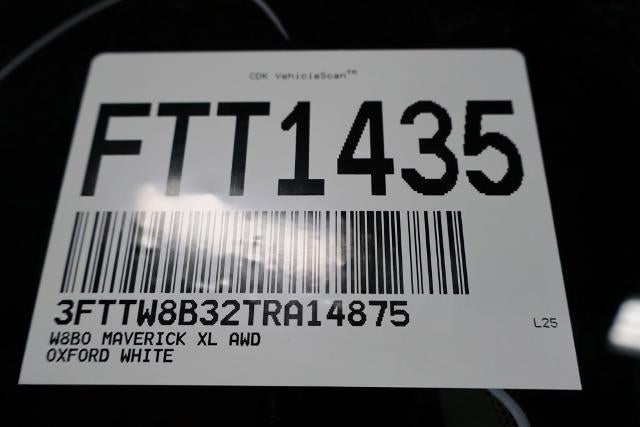 CDK VehicleScan™
FTT1435
3FTTW8B32TRA14875
L25
W8B0 MAVERICK XL AWD
OXFORD WHITE